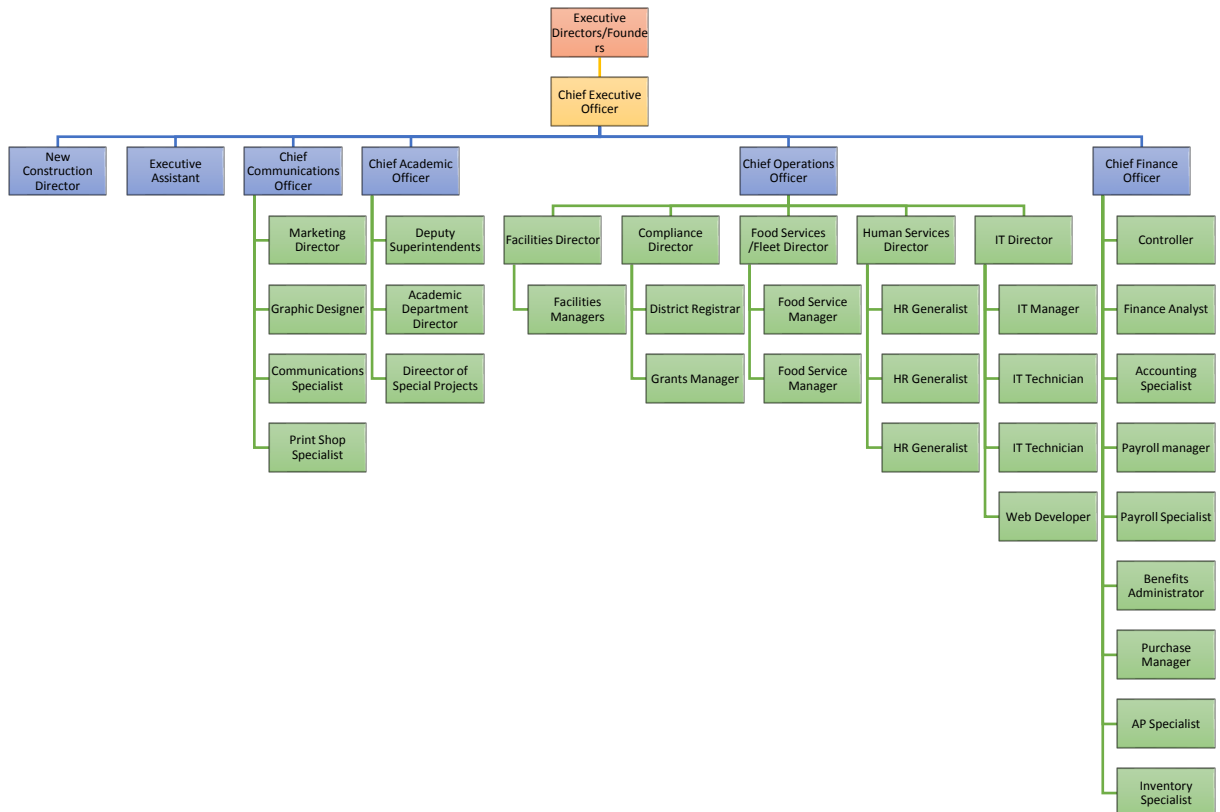 Executive
Directors/Founde
rs
Chief Executive
Officer
New
Construction
Director
Executive
Assistant
Chief
Communications
Officer
Chief Academic
Officer
Chief Operations
Officer
Chief Finance
Officer
Marketing
Director
Graphic Designer
Communications
Specialist
Print Shop
Specialist
Deputy
Superintendents
Academic
Department
Director
Direector of
Special Projects
Facilities Director
Facilities
Managers
Compliance
Director
District Registrar
Grants Manager
Food Services
/Fleet Director
Food Service
Manager
Food Service
Manager
Human Services
Director
HR Generalist
HR Generalist
HR Generalist
IT Director
IT Manager
IT Technician
IT Technician
Web Developer
Controller
Finance Analyst
Accounting
Specialist
Payroll manager
Payroll Specialist
Benefits
Administrator
Purchase
Manager
AP Specialist
Inventory
Specialist